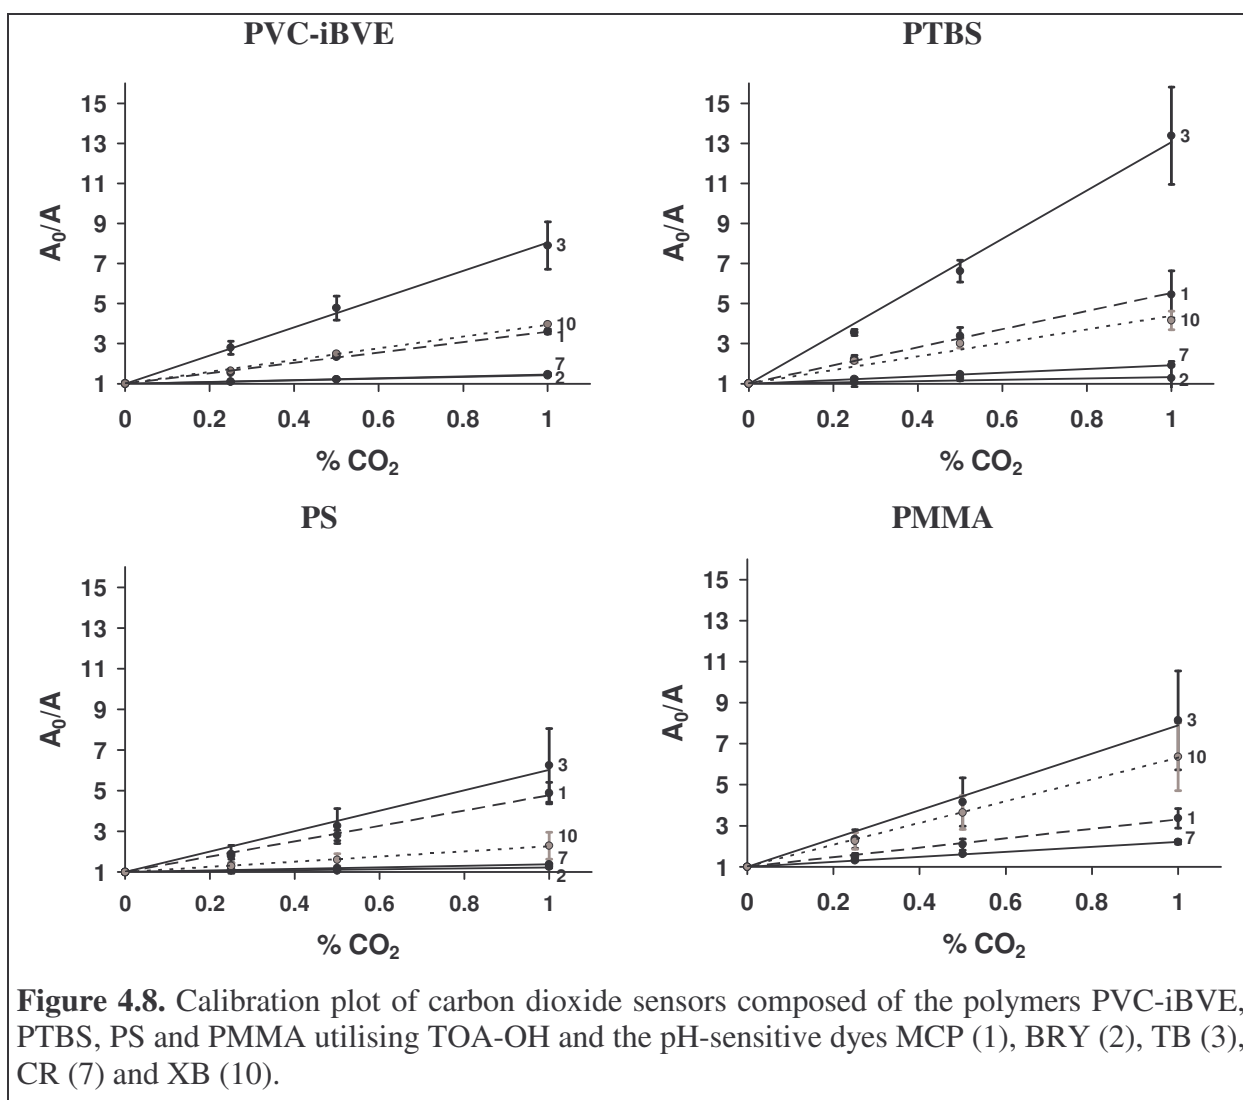 PVC-iBVE
15
13
11
9
7
5
3
1
A₀/A
3
10
1
7
2
0 0.2 0.4 0.6 0.8 1
% CO₂
PTBS
15
13
11
9
7
5
3
1
A₀/A
3
1
10
7
2
0 0.2 0.4 0.6 0.8 1
% CO₂
PS
15
13
11
9
7
5
3
1
A₀/A
3
1
10
7
2
0 0.2 0.4 0.6 0.8 1
% CO₂
PMMA
15
13
11
9
7
5
3
1
A₀/A
3
10
1
7
0 0.2 0.4 0.6 0.8 1
% CO₂
Figure 4.8. Calibration plot of carbon dioxide sensors composed of the polymers PVC-iBVE,
PTBS, PS and PMMA utilising TOA-OH and the pH-sensitive dyes MCP (1), BRY (2), TB (3),
CR (7) and XB (10).